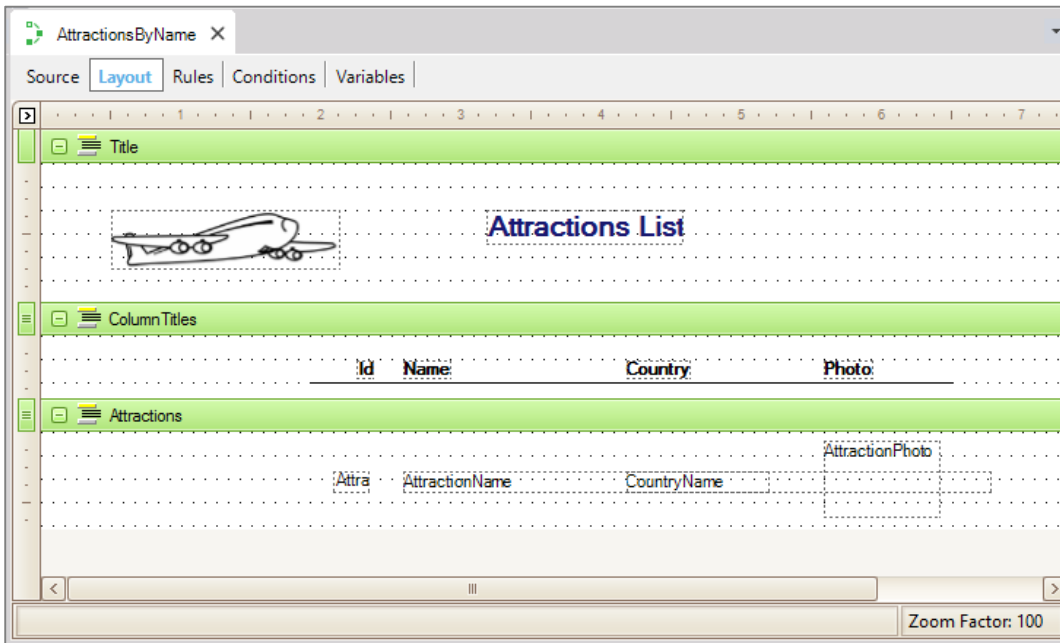 AttractionsByName
Source Layout Rules Conditions Variables
1 2 3 4 5 6 7
Title
Attractions List
ColumnTitles
Id Name Country Photo
Attractions
AttractionPhoto
Attra AttractionName CountryName
Zoom Factor: 100